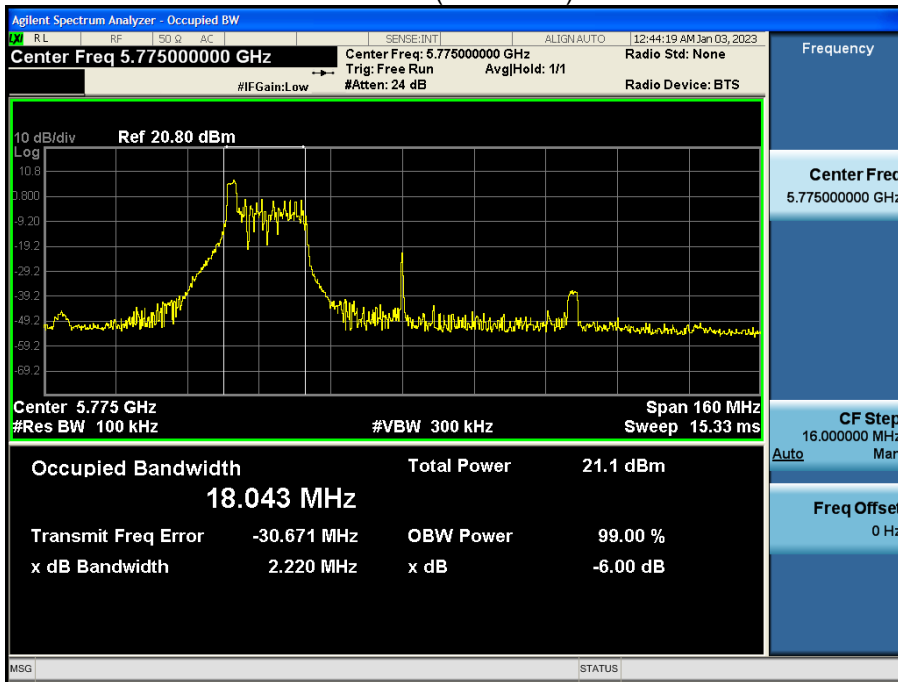 Agilent Spectrum Analyzer - Occupied BW
LXI RL RF 50 Ω AC SENSE:INT ALIGN AUTO 12:44:19 AM Jan 03, 2023
Center Freq 5.775000000 GHz
Center Freq: 5.775000000 GHz Radio Std: None
Trig: Free Run Avg|Hold: 1/1
#IFGain:Low #Atten: 24 dB Radio Device: BTS
Frequency
10 dB/div Ref 20.80 dBm
Log
10.8
0.800
-9.20
-19.2
-29.2
-39.2
-49.2
-59.2
-69.2
Center Freq
5.775000000 GHz
Center 5.775 GHz Span 160 MHz
#Res BW 100 kHz #VBW 300 kHz Sweep 15.33 ms
CF Step
16.000000 MHz
Auto Man
Occupied Bandwidth Total Power 21.1 dBm
18.043 MHz
Transmit Freq Error -30.671 MHz OBW Power 99.00 %
x dB Bandwidth 2.220 MHz x dB -6.00 dB
Freq Offset
0 Hz
MSG STATUS